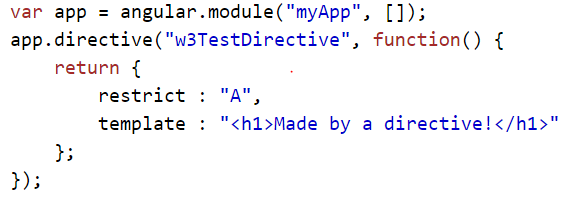 var app = angular.module("myApp", []);
app.directive("w3TestDirective", function() {
    return {
        restrict : "A",
        template : "<h1>Made by a directive!</h1>"
    };
});